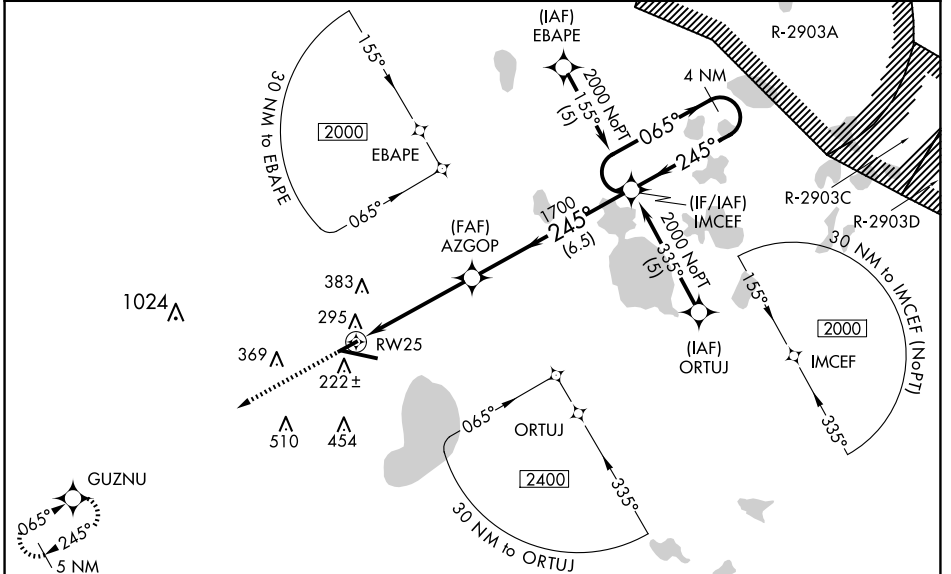 (IAF)
EBAPE
R-2903A
155°
30 NM to EBAPE
2000
EBAPE
065°
2000 NoPT
155°
(5)
4 NM
065°
245°
(IF/IAF)
IMCEF
R-2903C
R-2903D
(FAF)
AZGOP
1700
245°
(6.5)
2000 NoPT
335°
(5)
(IAF)
ORTUJ
30 NM to IMCEF (NoPT)
155°
2000
IMCEF
335°
383
1024
295
RW25
369
222±
510
454
065°
ORTUJ
2400
335°
30 NM to ORTUJ
GUZNU
065°
245°
5 NM